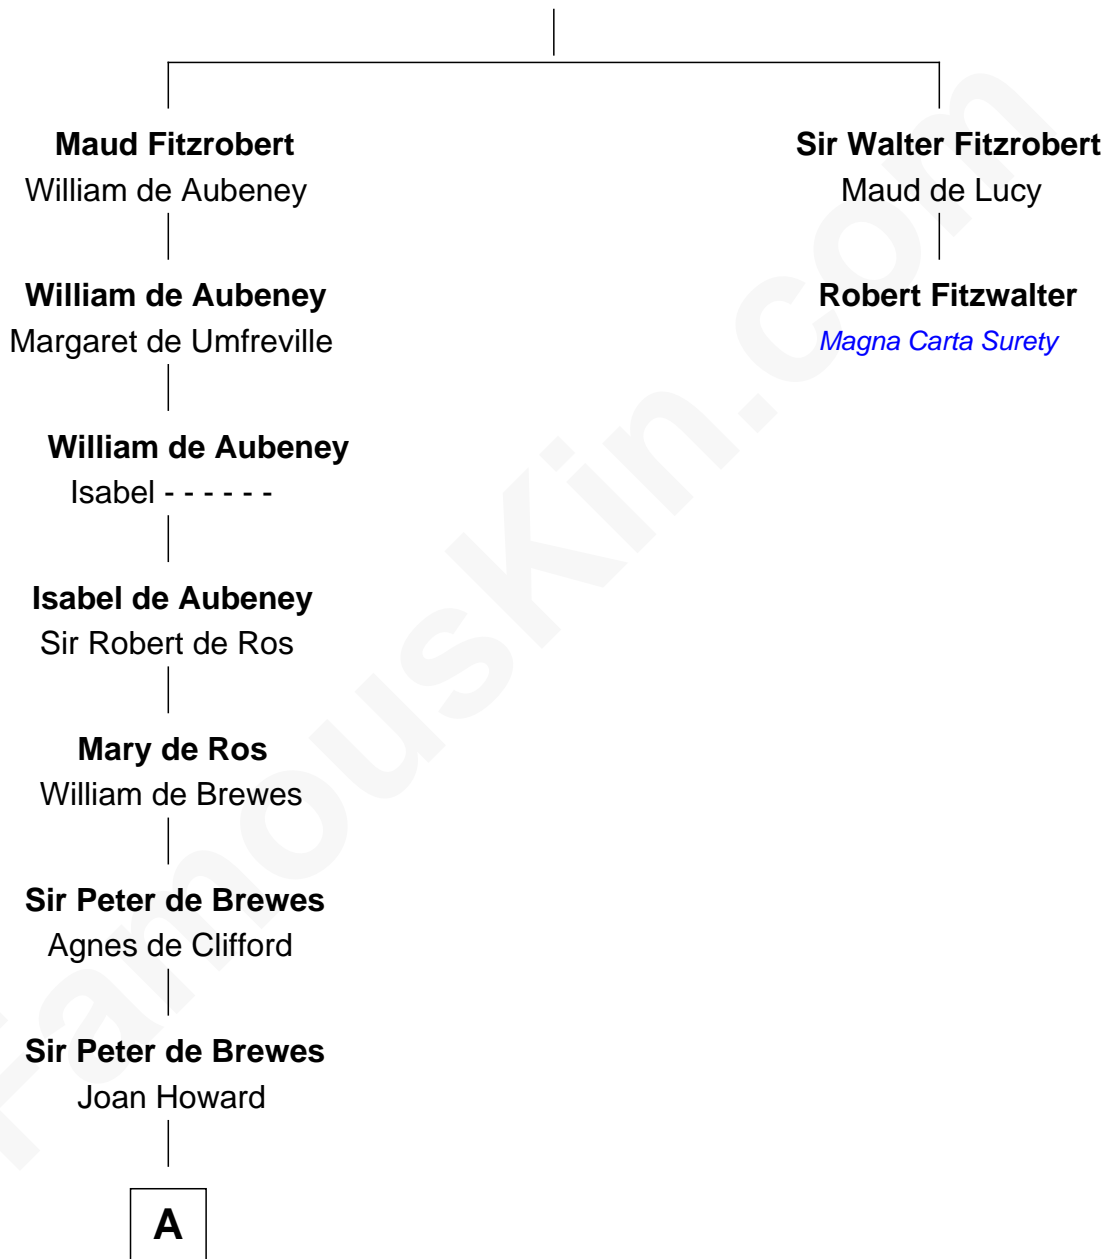 Maud Fitzrobert
William de Aubeney
Sir Walter Fitzrobert
Maud de Lucy
William de Aubeney
Margaret de Umfreville
Robert Fitzwalter
Magna Carta Surety
William de Aubeney
Isabel - - - - - -
Isabel de Aubeney
Sir Robert de Ros
Mary de Ros
William de Brewes
Sir Peter de Brewes
Agnes de Clifford
Sir Peter de Brewes
Joan Howard
A
FamousKin.com